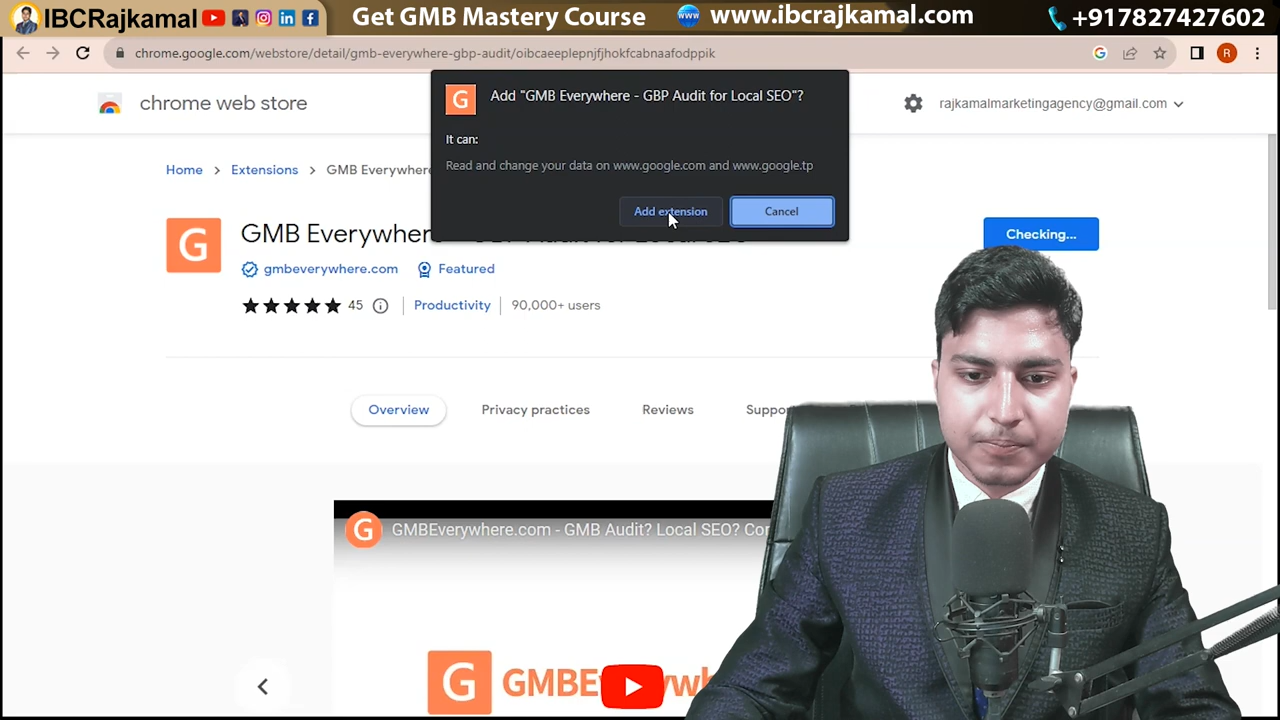 IBCRajkamal
Get GMB Mastery Course
www
www.ibcrajkamal.com
+917827427602
chrome.google.com/webstore/detail/gmb-everywhere-gbp-audit/oibcaeeplepnjfjhokfcabnaafodppik
R
G
Add "GMB Everywhere - GBP Audit for Local SEO"?
chrome web store
rajkamalmarketingagency@gmail.com
It can:
Read and change your data on www.google.com and www.google.tp
Home > Extensions > GMB Everywhere
Add extension
Cancel
G
GMB Everywhere
Checking...
gmbeverywhere.com
Featured
45
Productivity
90,000+ users
Overview
Privacy practices
Reviews
G
GMBEverywhere.com - GMB Audit? Local SEO?
G